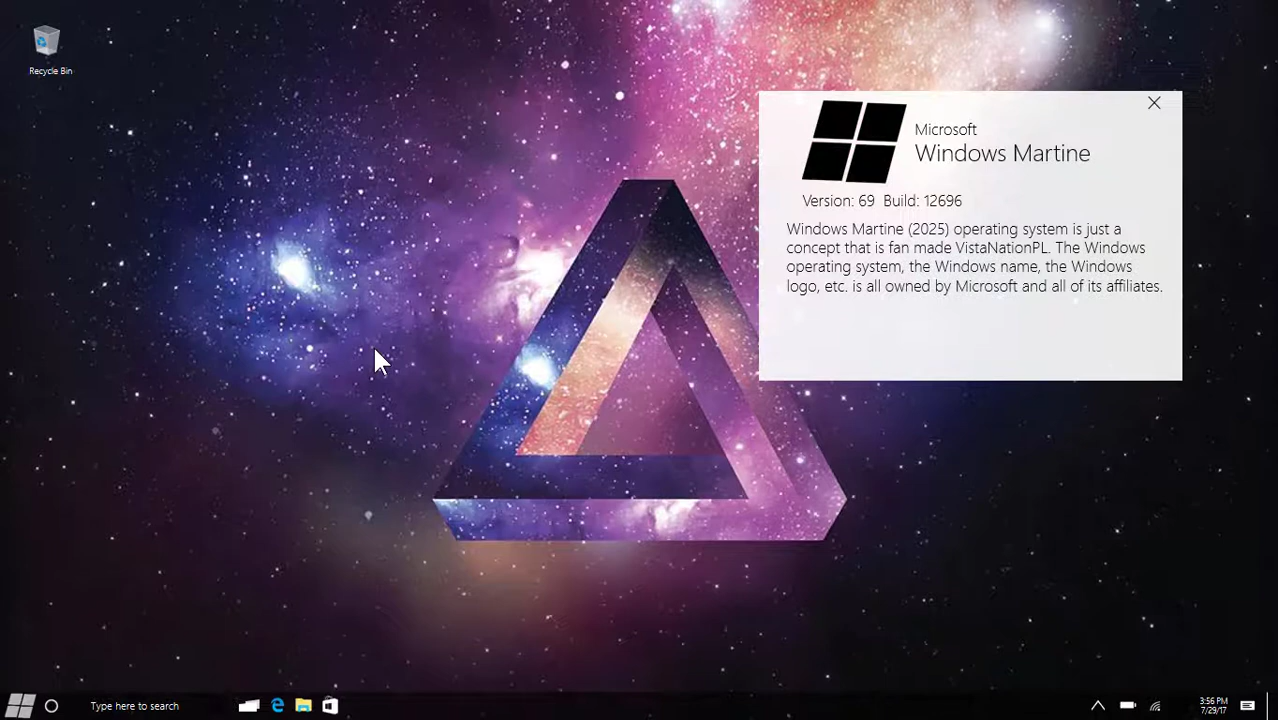 Recycle Bin
Microsoft
Windows Martine
Version: 69 Build: 12696
Windows Martine (2025) operating system is just a
concept that is fan made VistaNationPL. The Windows
operating system, the Windows name, the Windows
logo, etc. is all owned by Microsoft and all of its affiliates.
Type here to search
3:56 PM
7/29/17